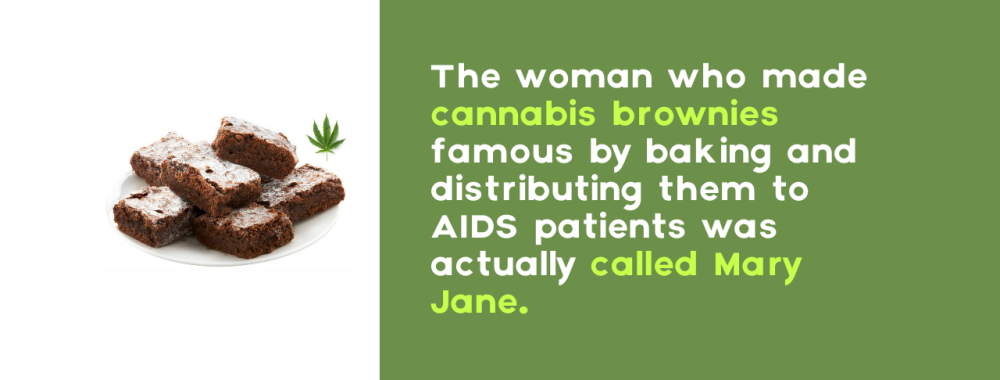 The woman who made
cannabis brownies
famous by baking and
distributing them to
AIDS patients was
actually called Mary
Jane.